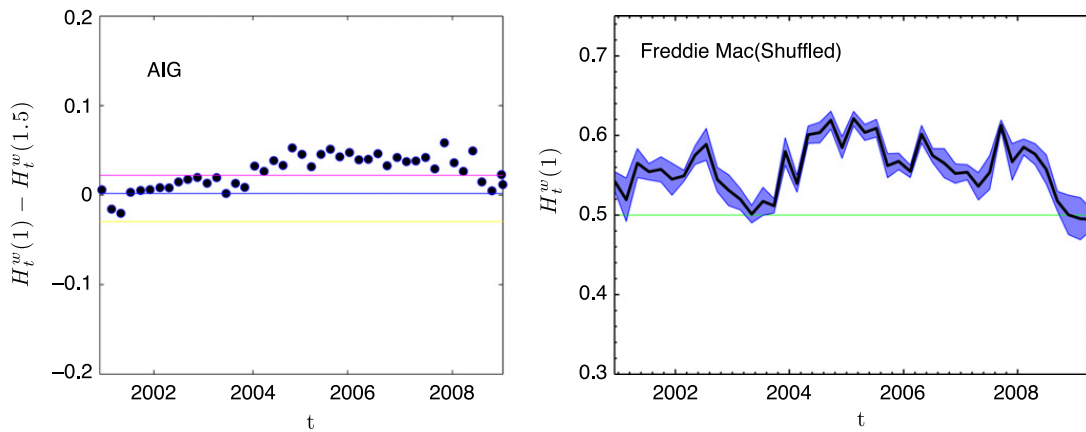 0.2
0.1
0
−0.1
−0.2
H_t^w(1) − H_t^w(1.5)
AIG
2002 2004 2006 2008
t
0.7
0.6
0.5
0.4
0.3
H_t^w(1)
Freddie Mac(Shuffled)
2002 2004 2006 2008
t